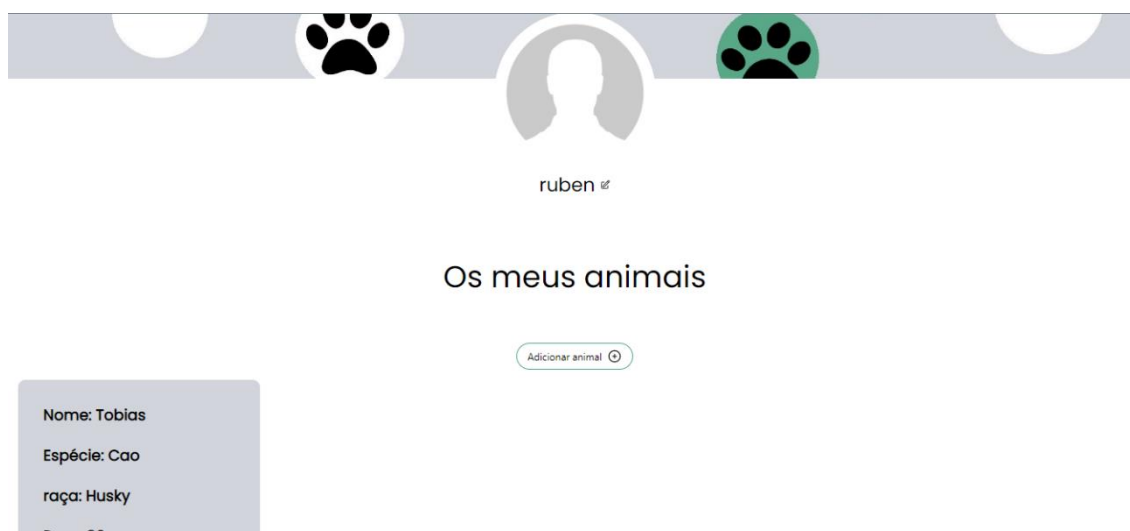 ruben
Os meus animais
Adicionar animal
Nome: Tobias
Espécie: Cao
raça: Husky